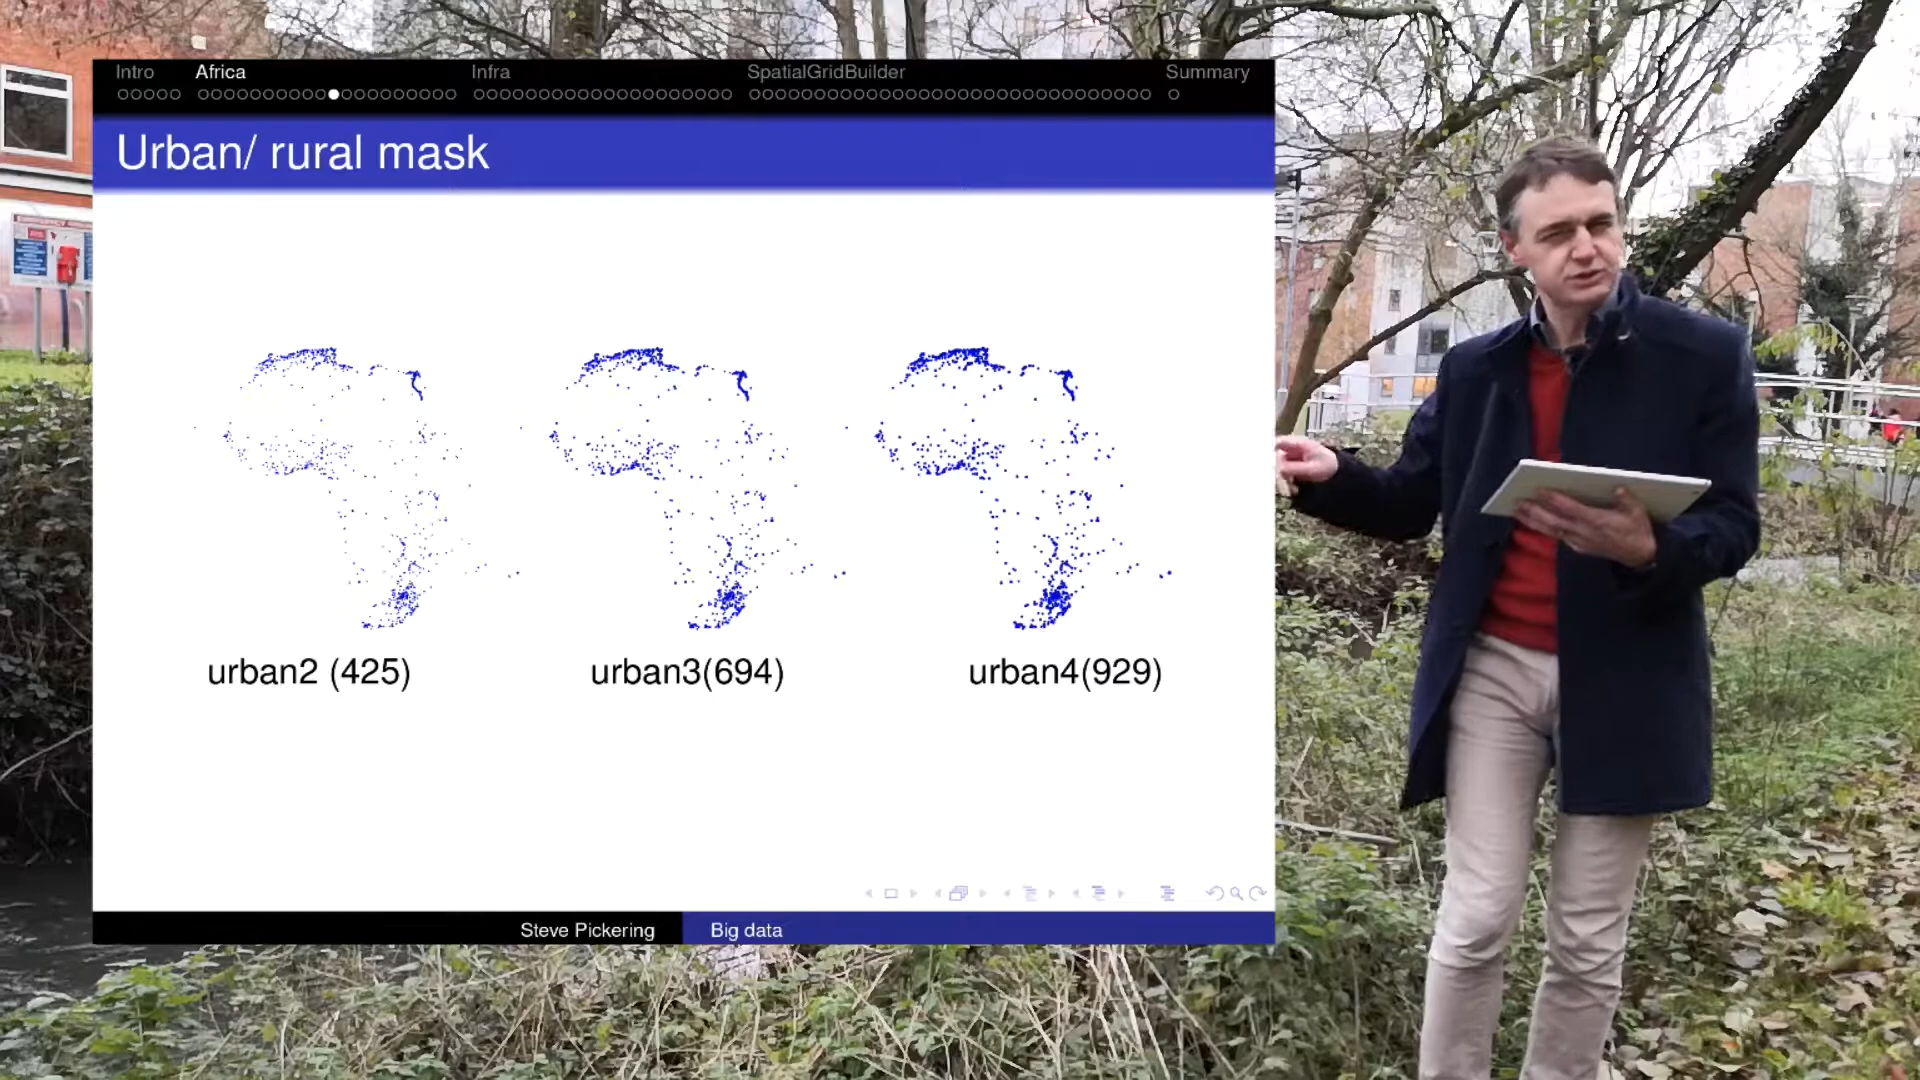 Intro Africa Infra SpatialGridBuilder Summary
Urban/ rural mask
urban2 (425) urban3(694) urban4(929)
Steve Pickering Big data